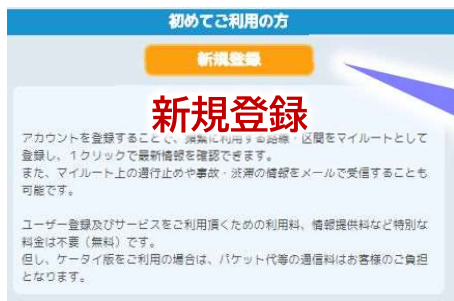 初めてご利用の方
新規登録
新規登録
アカウントを登録することで、頻繁に利用する路線・区間をマイルートとして
登録し、1クリックで最新情報を確認できます。
また、マイルート上の通行止めや事故・渋滞の情報をメールで受信することも
可能です。
ユーザー登録及びサービスをご利用頂くための利用料、情報提供料など特別な
料金は不要（無料）です。
但し、ケータイ版をご利用の場合は、パケット代等の通信料はお客様のご負担
となります。